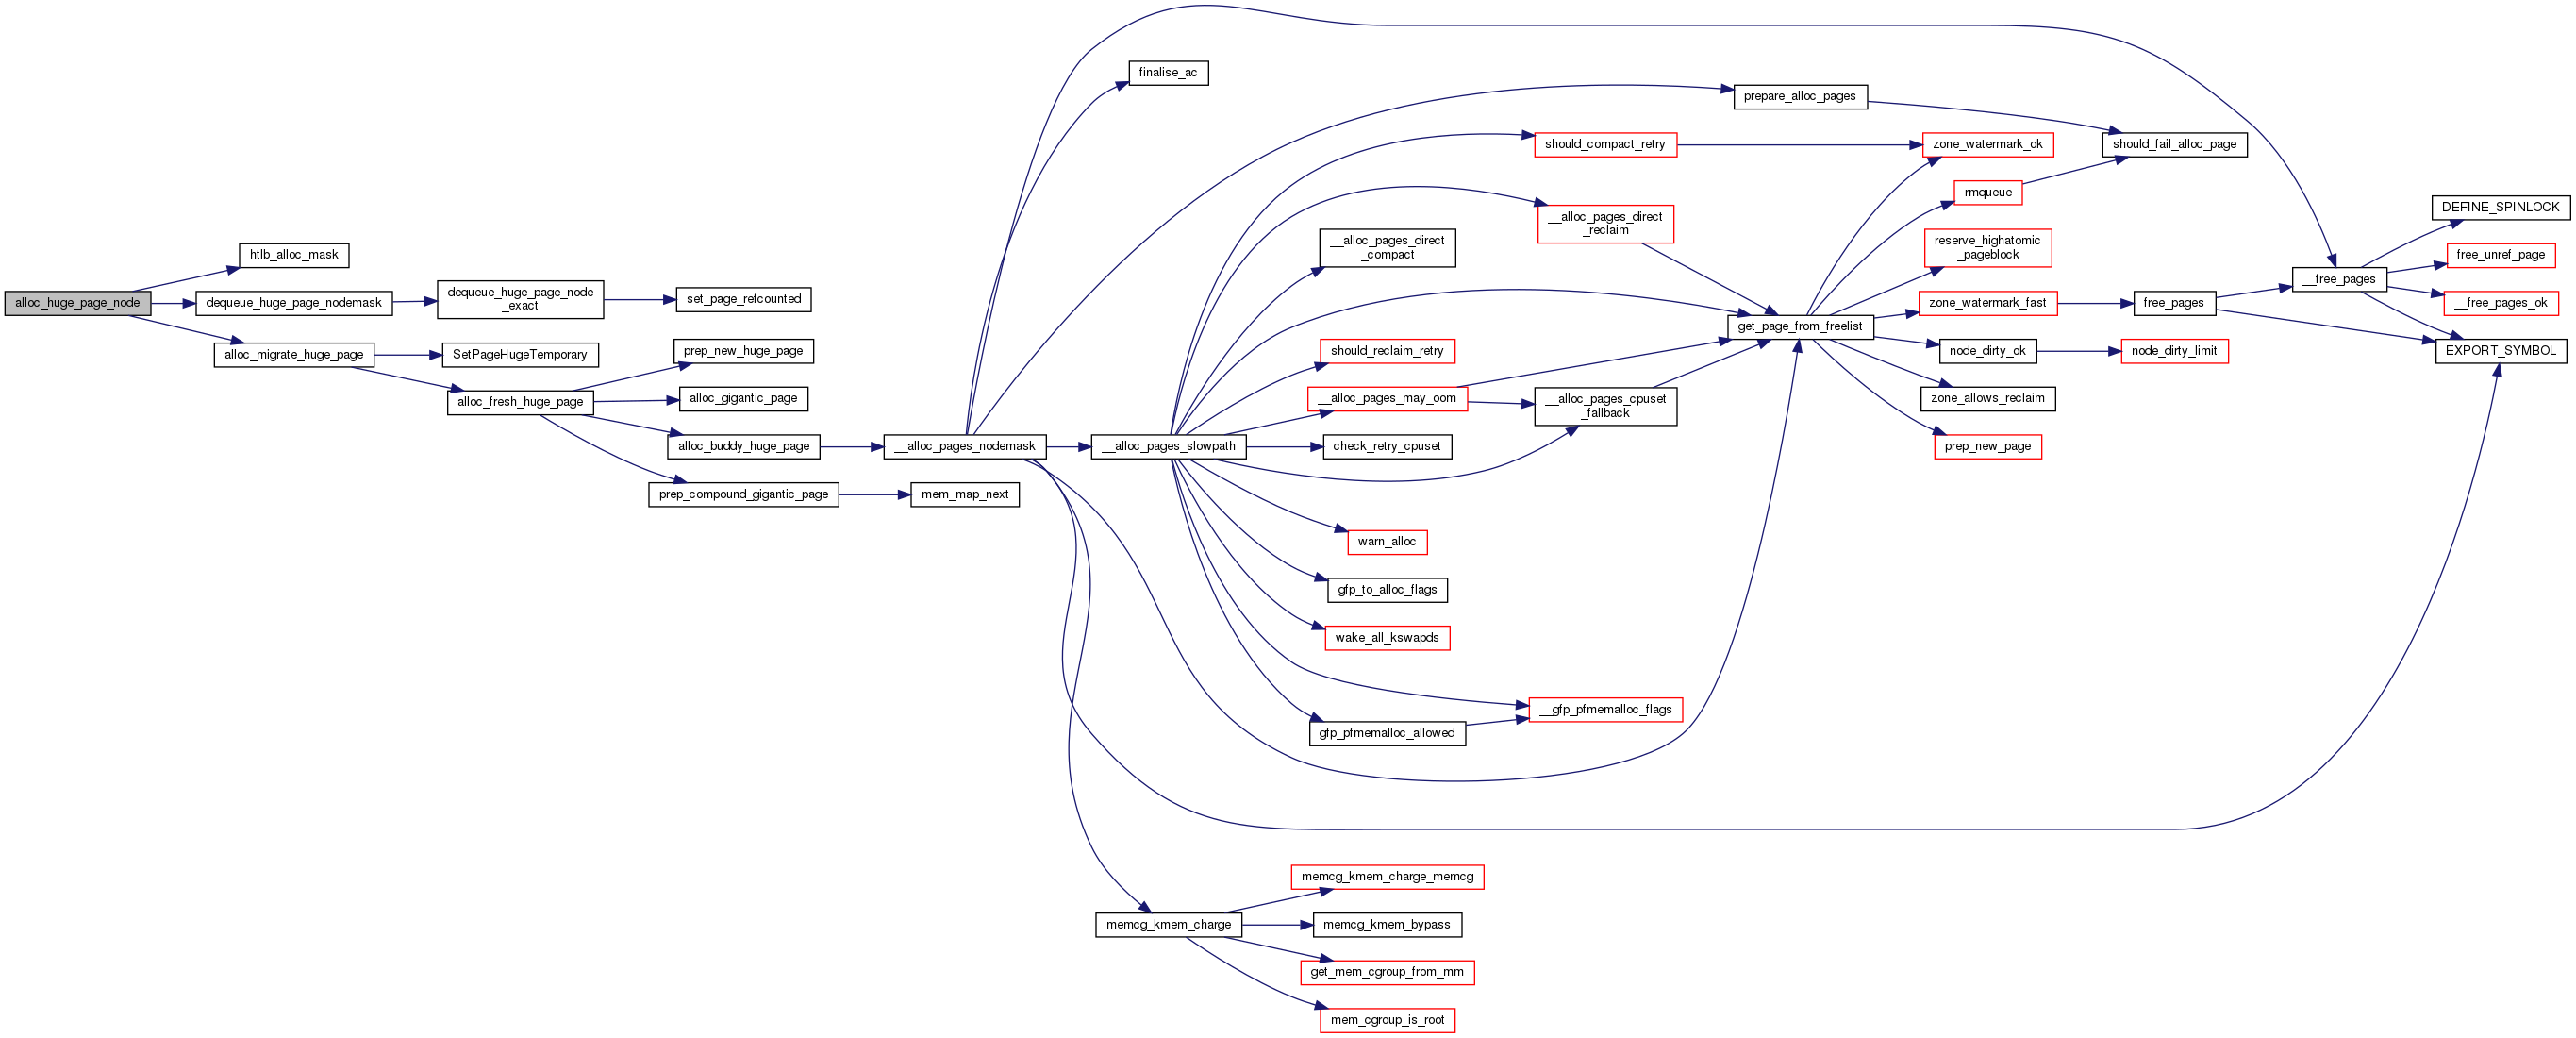 alloc_huge_page_node
htlb_alloc_mask
dequeue_huge_page_nodemask
alloc_migrate_huge_page
dequeue_huge_page_node
_exact
SetPageHugeTemporary
alloc_fresh_huge_page
set_page_refcounted
prep_new_huge_page
alloc_gigantic_page
alloc_buddy_huge_page
prep_compound_gigantic_page
__alloc_pages_nodemask
mem_map_next
finalise_ac
__alloc_pages_slowpath
memcg_kmem_charge
__alloc_pages_direct
_compact
should_reclaim_retry
__alloc_pages_may_oom
check_retry_cpuset
warn_alloc
gfp_to_alloc_flags
wake_all_kswapds
gfp_pfmemalloc_allowed
memcg_kmem_charge_memcg
memcg_kmem_bypass
get_mem_cgroup_from_mm
mem_cgroup_is_root
should_compact_retry
__alloc_pages_direct
_reclaim
__alloc_pages_cpuset
_fallback
__gfp_pfmemalloc_flags
prepare_alloc_pages
get_page_from_freelist
zone_watermark_ok
rmqueue
reserve_highatomic
_pageblock
zone_watermark_fast
node_dirty_ok
zone_allows_reclaim
prep_new_page
should_fail_alloc_page
free_pages
node_dirty_limit
__free_pages
DEFINE_SPINLOCK
free_unref_page
__free_pages_ok
EXPORT_SYMBOL